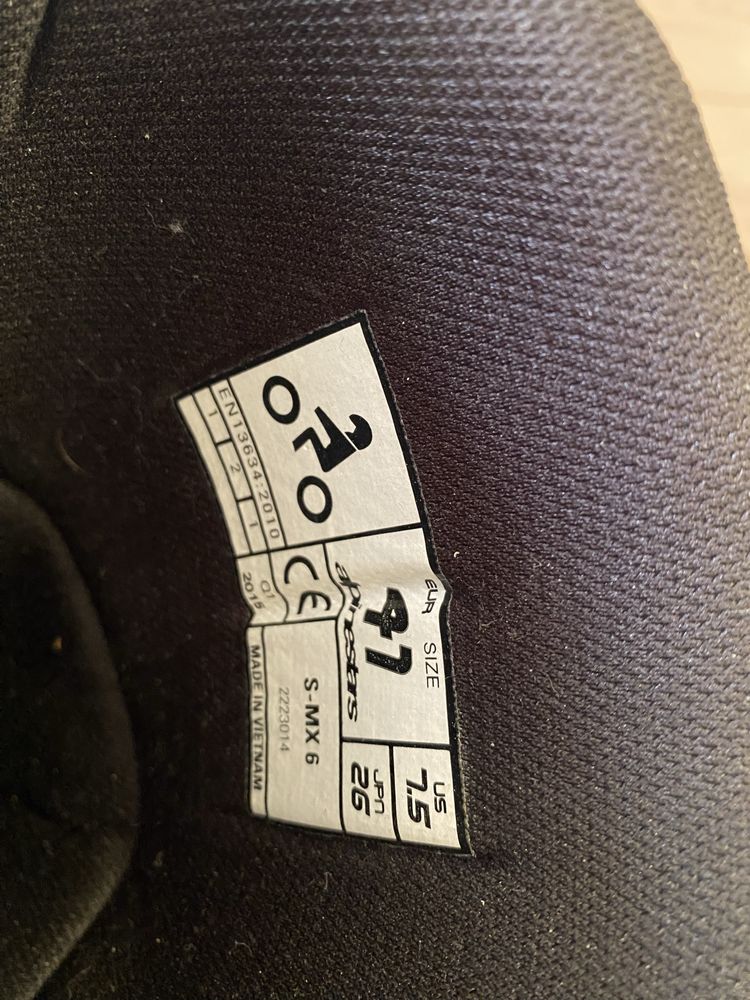 EUR SIZE
41
alpinestars
US
7.5
JPN
26
EN13634:2010
1 2 1
CE
01
2015
S-MX 6
2223014
MADE IN VIETNAM